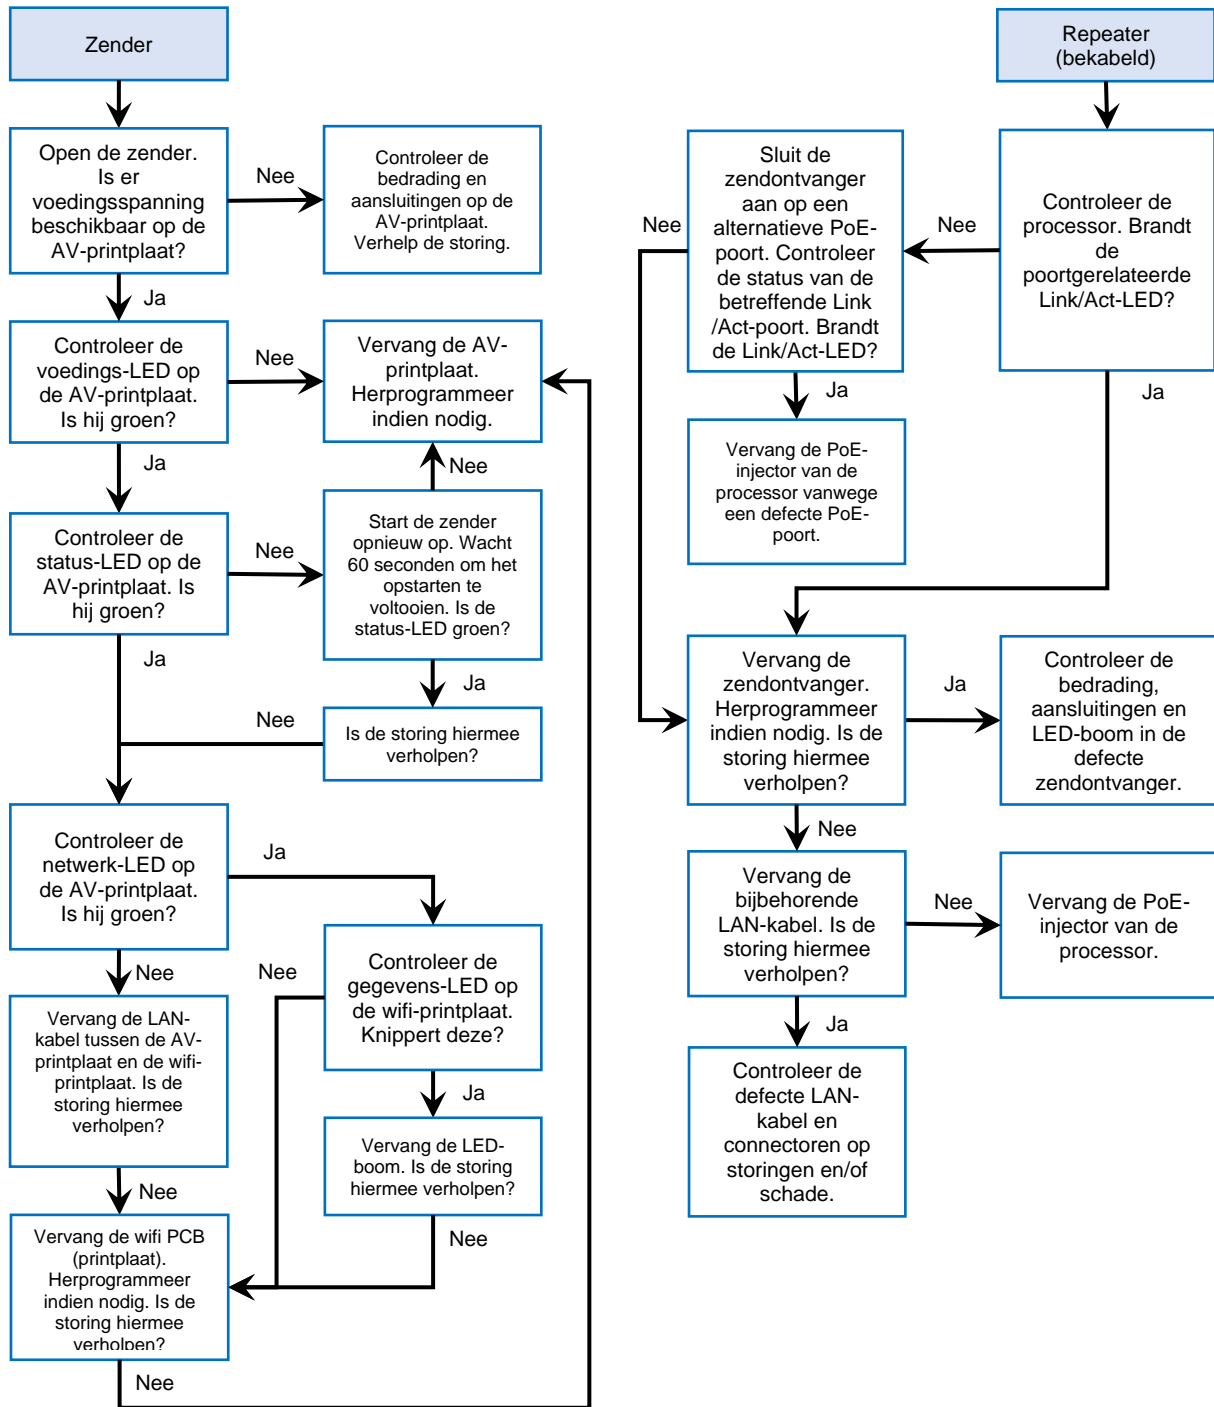 Zender
Open de zender.
Is er
voedingsspanning
beschikbaar op de
AV-printplaat?
Nee
Controleer de
bedrading en
aansluitingen op de
AV-printplaat.
Verhelp de storing.
Ja
Controleer de
voedings-LED op
de AV-printplaat.
Is hij groen?
Nee
Vervang de AV-
printplaat.
Herprogrammeer
indien nodig.
Ja
Nee
Controleer de
status-LED op de
AV-printplaat. Is
hij groen?
Nee
Start de zender
opnieuw op. Wacht
60 seconden om het
opstarten te
voltooien. Is de
status-LED groen?
Ja
Ja
Nee
Is de storing hiermee
verholpen?
Controleer de
netwerk-LED op
de AV-printplaat.
Is hij groen?
Ja
Nee
Nee
Controleer de
gegevens-LED op
de wifi-printplaat.
Knippert deze?
Vervang de LAN-
kabel tussen de AV-
printplaat en de wifi-
printplaat. Is de
storing hiermee
verholpen?
Ja
Vervang de LED-
boom. Is de storing
hiermee verholpen?
Nee
Nee
Vervang de wifi PCB
(printplaat).
Herprogrammeer
indien nodig. Is de
storing hiermee
verholpen?
Nee
Repeater
(bekabeld)
Controleer de
processor. Brandt
de
poortgerelateerde
Link/Act-LED?
Nee
Sluit de
zendontvanger
aan op een
alternatieve PoE-
poort. Controleer
de status van de
betreffende Link
/Act-poort. Brandt
de Link/Act-LED?
Nee
Ja
Ja
Vervang de PoE-
injector van de
processor vanwege
een defecte PoE-
poort.
Vervang de
zendontvanger.
Herprogrammeer
indien nodig. Is de
storing hiermee
verholpen?
Ja
Controleer de
bedrading,
aansluitingen en
LED-boom in de
defecte
zendontvanger.
Nee
Vervang de
bijbehorende
LAN-kabel. Is de
storing hiermee
verholpen?
Nee
Vervang de PoE-
injector van de
processor.
Ja
Controleer de
defecte LAN-
kabel en
connectoren op
storingen en/of
schade.